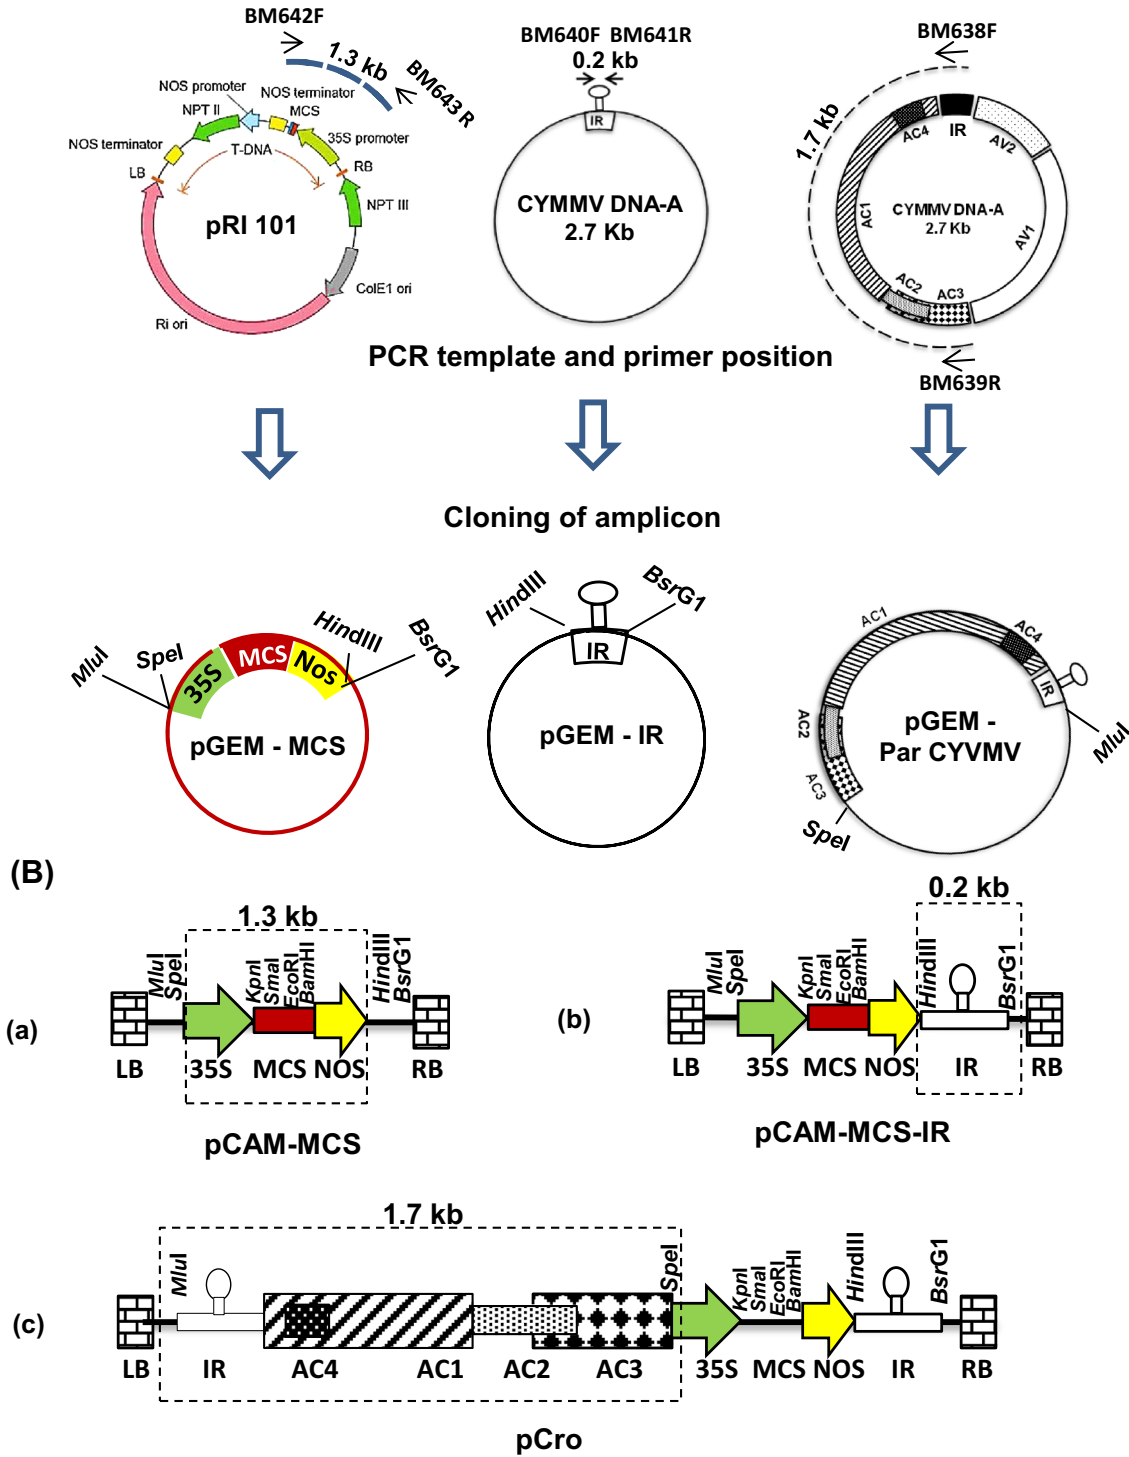 BM642F
1.3 kb
BM643 R
NOS promoter
NOS terminator
NPT II
MCS
NOS terminator
35S promoter
T-DNA
LB
RB
NPT III
pRI 101
ColE1 ori
Ri ori
BM640F BM641R
0.2 kb
IR
CYMMV DNA-A
2.7 Kb
BM638F
1.7 kb
AC4
IR
AV2
AC1
CYMMV DNA-A
2.7 Kb
AV1
AC2
AC3
BM639R
PCR template and primer position
Cloning of amplicon
MluI
SpeI
35S
MCS
Nos
HindIII
BsrG1
pGEM - MCS
HindIII
BsrG1
IR
pGEM - IR
AC1
AC4
IR
MluI
AC2
AC3
SpeI
pGEM -
Par CYVMV
(B)
1.3 kb
MluI
SpeI
KpnI
SmaI
EcoRI
BamHI
HindIII
BsrG1
(a)
LB
35S
MCS
NOS
RB
pCAM-MCS
0.2 kb
MluI
SpeI
KpnI
SmaI
EcoRI
BamHI
HindIII
BsrG1
(b)
LB
35S
MCS
NOS
IR
RB
pCAM-MCS-IR
1.7 kb
MluI
SpeI
KpnI
SmaI
EcoRI
BamHI
HindIII
BsrG1
(c)
LB
IR
AC4
AC1
AC2
AC3
35S
MCS
NOS
IR
RB
pCro